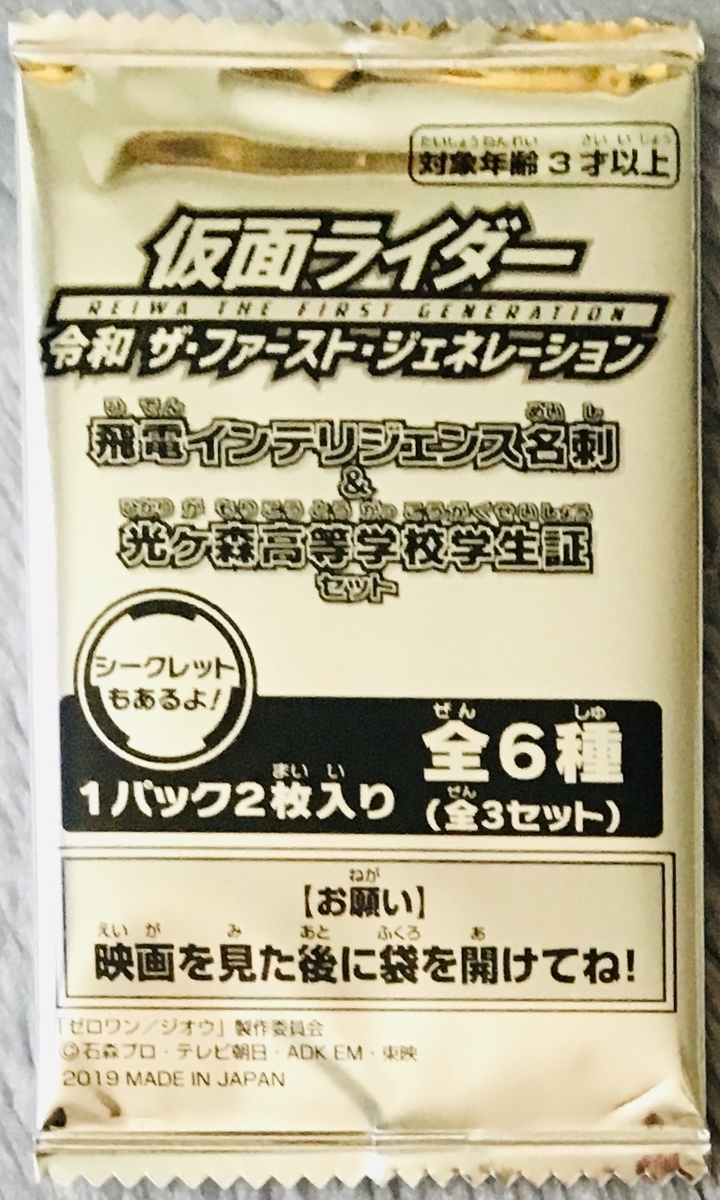 たいしょうねんれい さいいじょう
対象年齢3才以上
仮面ライダー
REIWA THE FIRST GENERATION
令和 ザ・ファースト・ジェネレーション
ひでん めいし
飛電インテリジェンス名刺
&
ひかりがもりこうとうがっこうがくせいしょう
光ヶ森高等学校学生証
セット
シークレット
もあるよ!
ぜん しゅ
全6種
まい い
1パック2枚入り
ぜん
(全3セット)
ねが
【お願い】
えいが み あと ふくろ あ
映画を見た後に袋を開けてね!
「ゼロワン/ジオウ」製作委員会
©石森プロ・テレビ朝日・ADK EM・東映
2019 MADE IN JAPAN